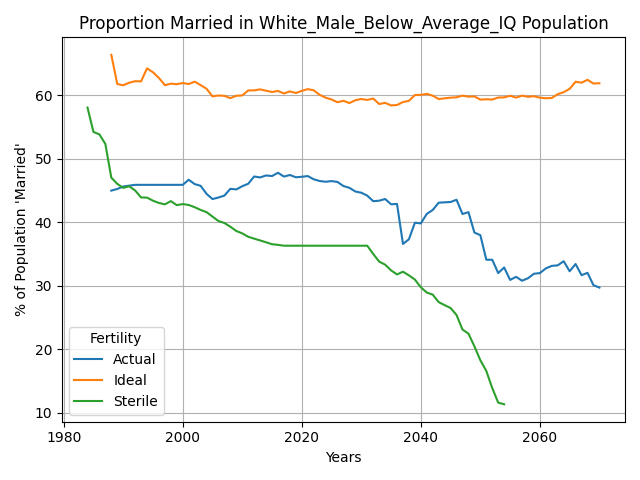 Proportion Married in White_Male_Below_Average_IQ Population
% of Population 'Married'
60
50
40
30
20
10
Fertility
Actual
Ideal
Sterile
1980
2000
2020
2040
2060
Years